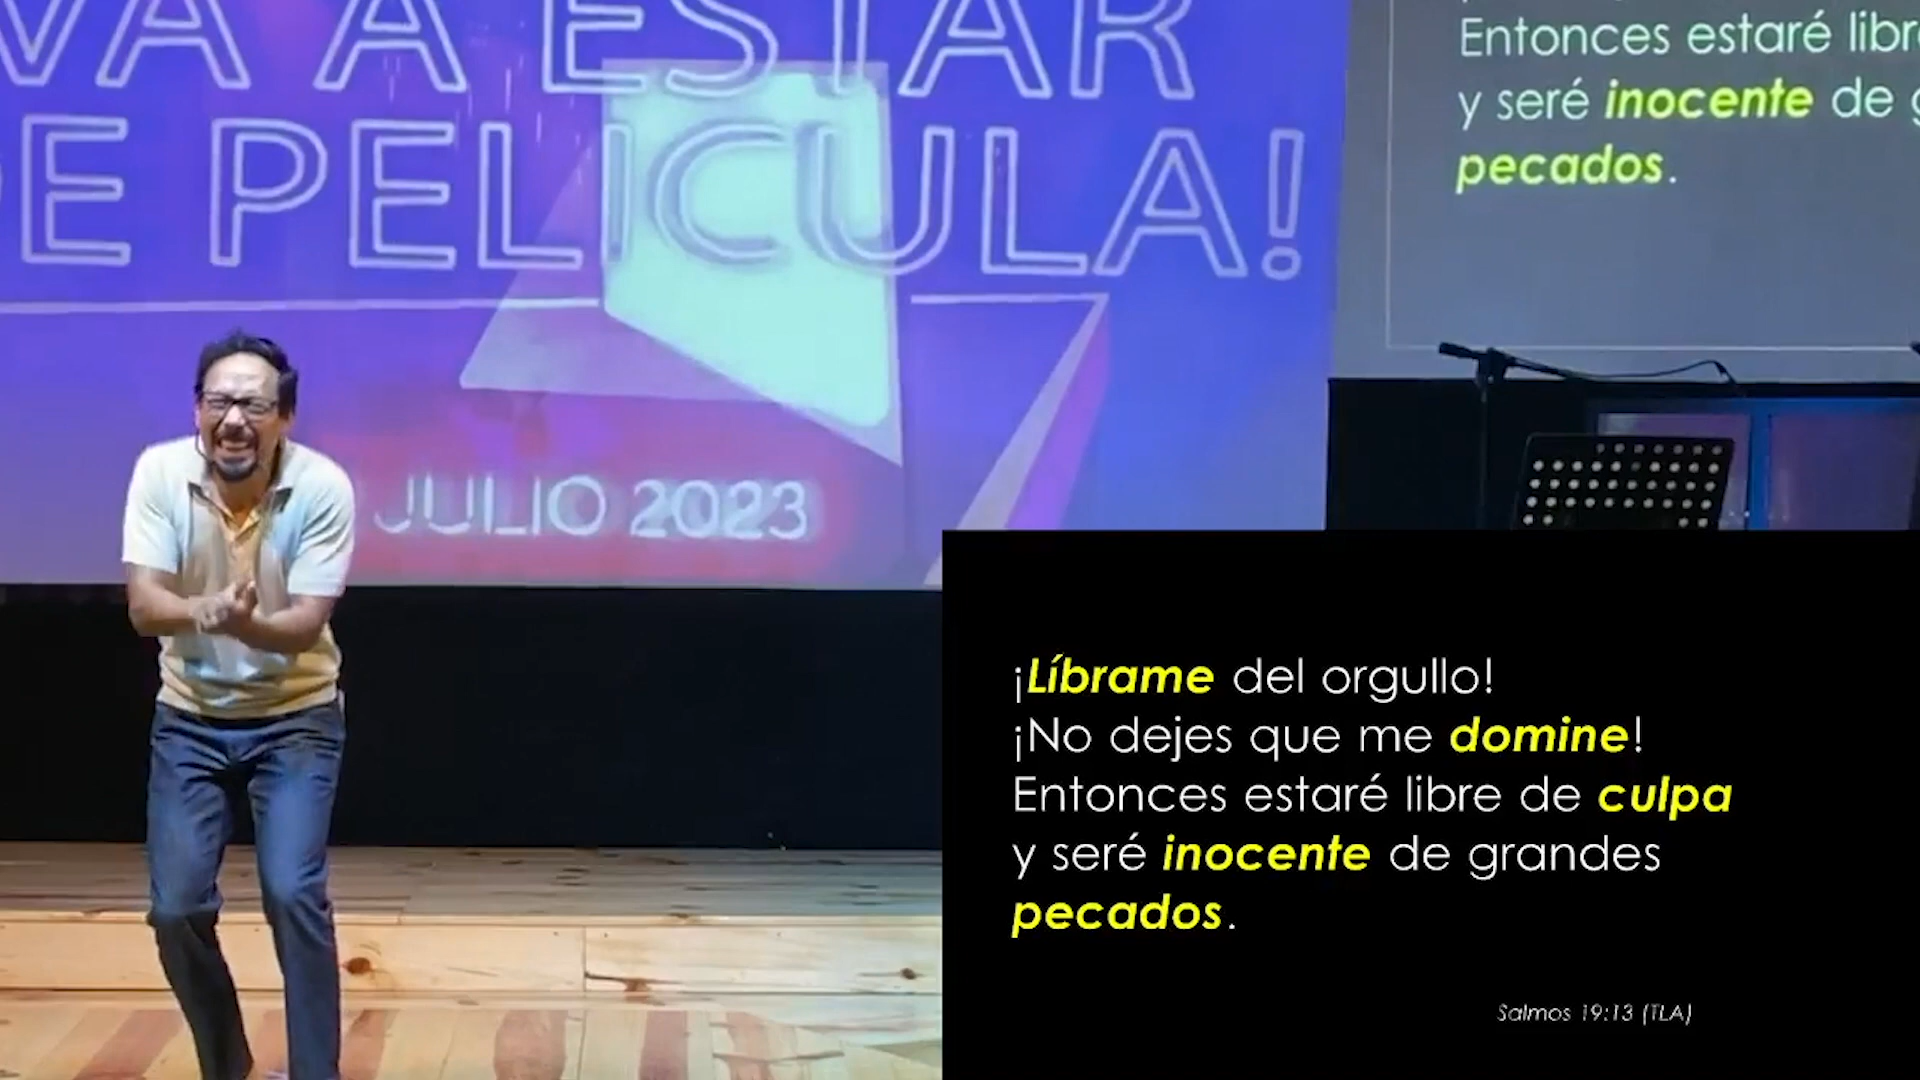 VA A ESTAR
DE PELICULA!
JULIO 2023
Entonces estaré
y seré inocente de
pecados.
¡Líbrame del orgullo!
¡No dejes que me domine!
Entonces estaré libre de culpa
y seré inocente de grandes
pecados.
Salmos 19:13 (TLA)